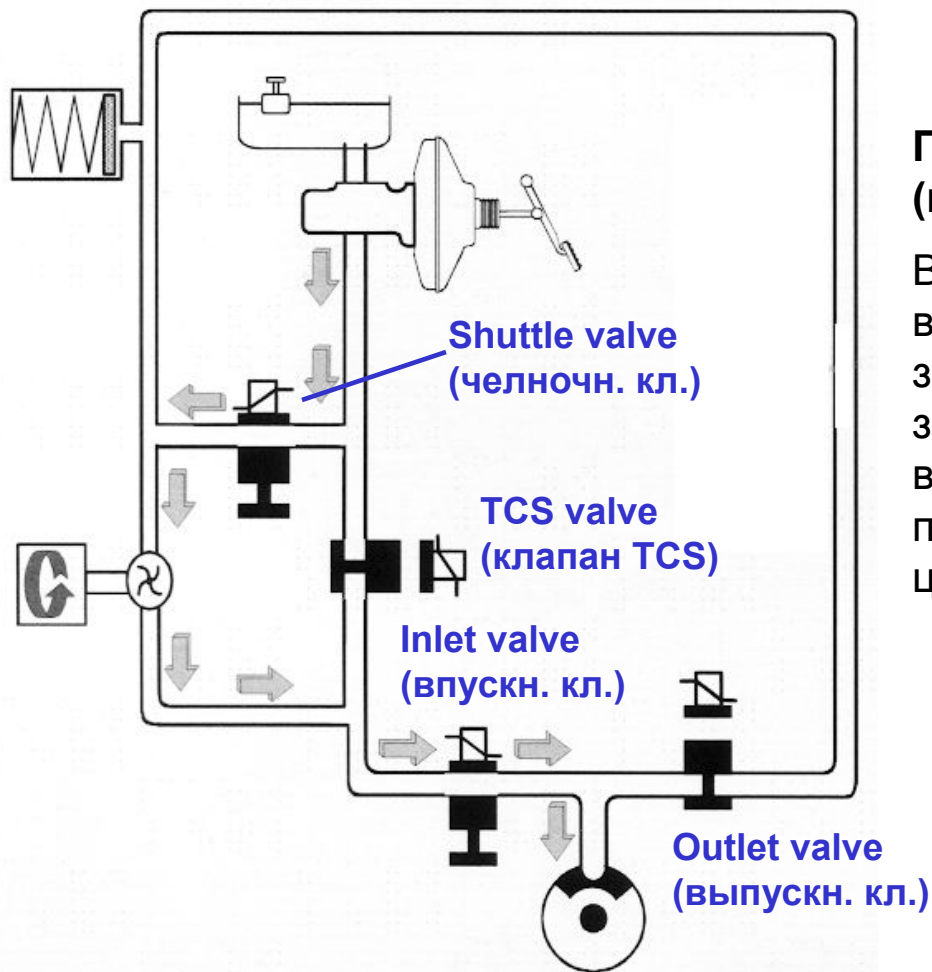 Shuttle valve
(челночн. кл.)
TCS valve
(клапан TCS)
Inlet valve
(впускн. кл.)
Outlet valve
(выпускн. кл.)